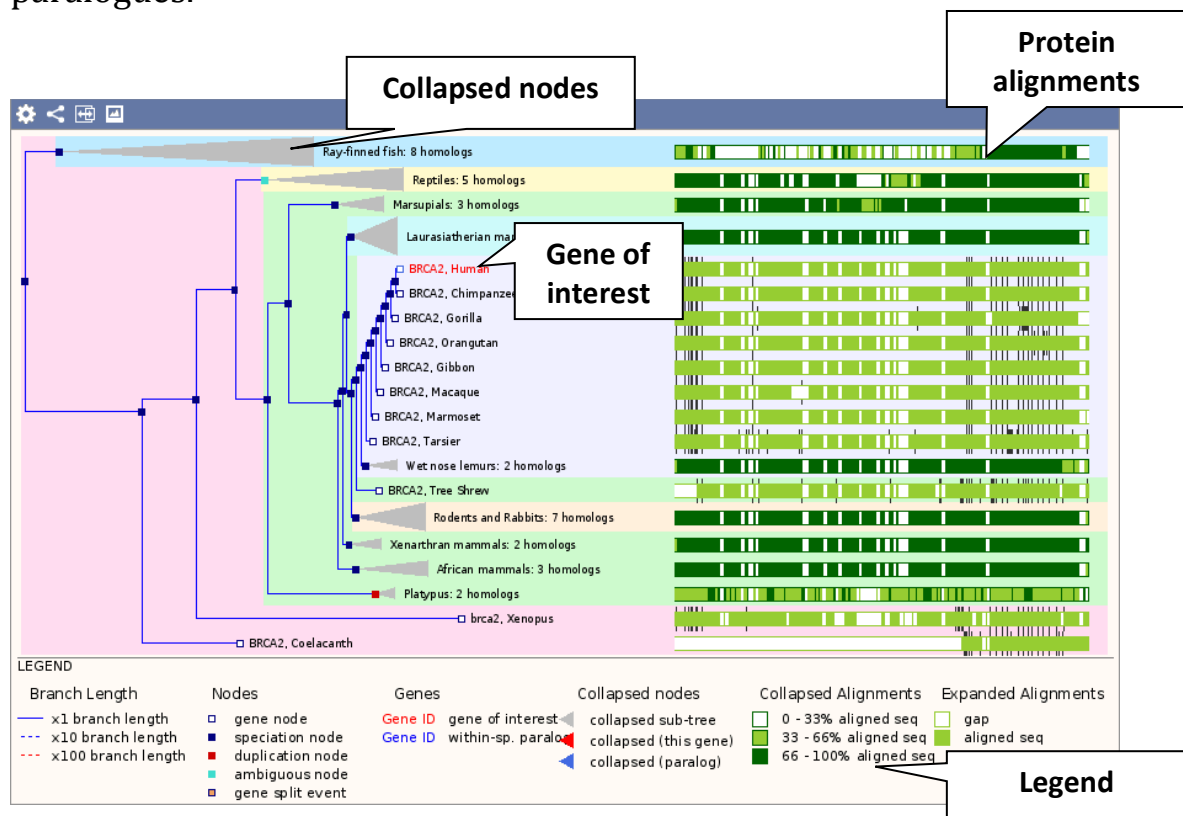 paralogues.
Protein
alignments
Collapsed nodes
Ray-finned fish: 8 homologs
Reptiles: 5 homologs
Marsupials: 3 homologs
Laurasiatherian
Gene of
interest
BRCA2, Human
BRCA2, Chimpanzee
BRCA2, Gorilla
BRCA2, Orangutan
BRCA2, Gibbon
BRCA2, Macaque
BRCA2, Marmoset
BRCA2, Tarsier
Wet nose lemurs: 2 homologs
BRCA2, Tree Shrew
Rodents and Rabbits: 7 homologs
Xenarthran mammals: 2 homologs
African mammals: 3 homologs
Platypus: 2 homologs
brca2, Xenopus
BRCA2, Coelacanth
LEGEND
Branch Length Nodes Genes Collapsed nodes Collapsed Alignments Expanded Alignments
x1 branch length gene node Gene ID gene of interest collapsed sub-tree 0 - 33% aligned seq gap
x10 branch length speciation node Gene ID within-sp. paralog collapsed (this gene) 33 - 66% aligned seq aligned seq
x100 branch length duplication node collapsed (paralog) 66 - 100% aligned seq
ambiguous node
gene split event
Legend